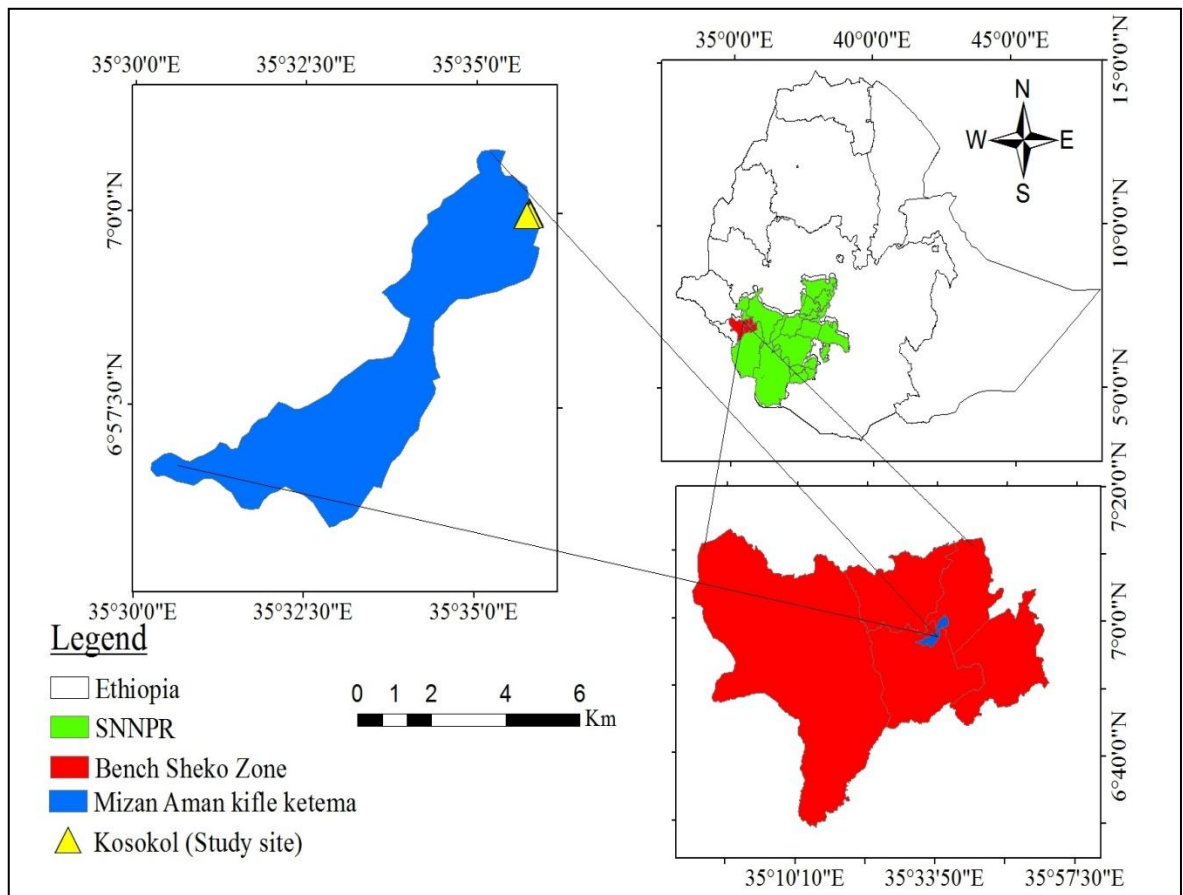 35°30'0"E 35°32'30"E 35°35'0"E
7°0'0"N
6°57'30"N
35°30'0"E 35°32'30"E 35°35'0"E
35°0'0"E 40°0'0"E 45°0'0"E
15°0'0"N
10°0'0"N
5°0'0"N
N
W E
S
7°20'0"N
7°0'0"N
6°40'0"N
35°10'10"E 35°33'50"E 35°57'30"E
Legend
Ethiopia
SNNPR
Bench Sheko Zone
Mizan Aman kifle ketema
Kosokol (Study site)
0 1 2 4 6
Km